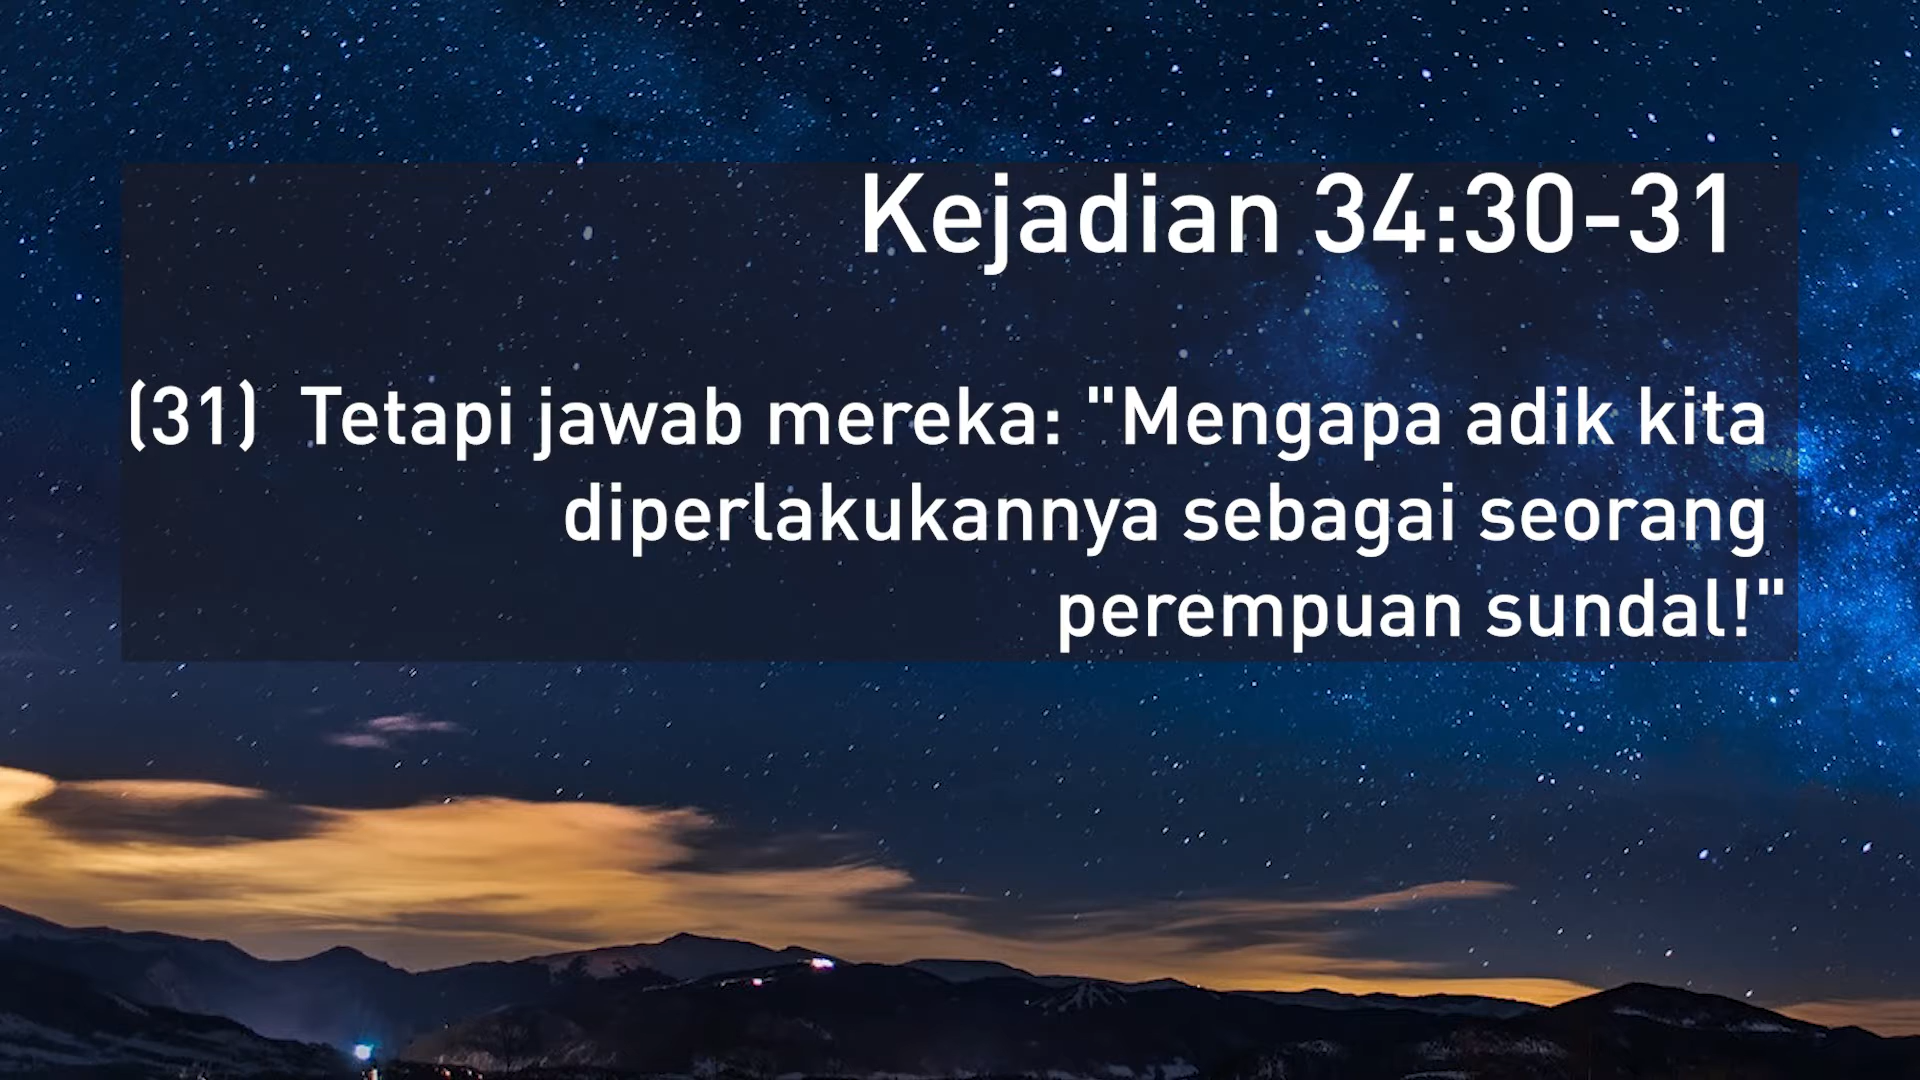 Kejadian 34:30-31
(31) Tetapi jawab mereka: "Mengapa adik kita
diperlakukannya sebagai seorang
perempuan sundal!"